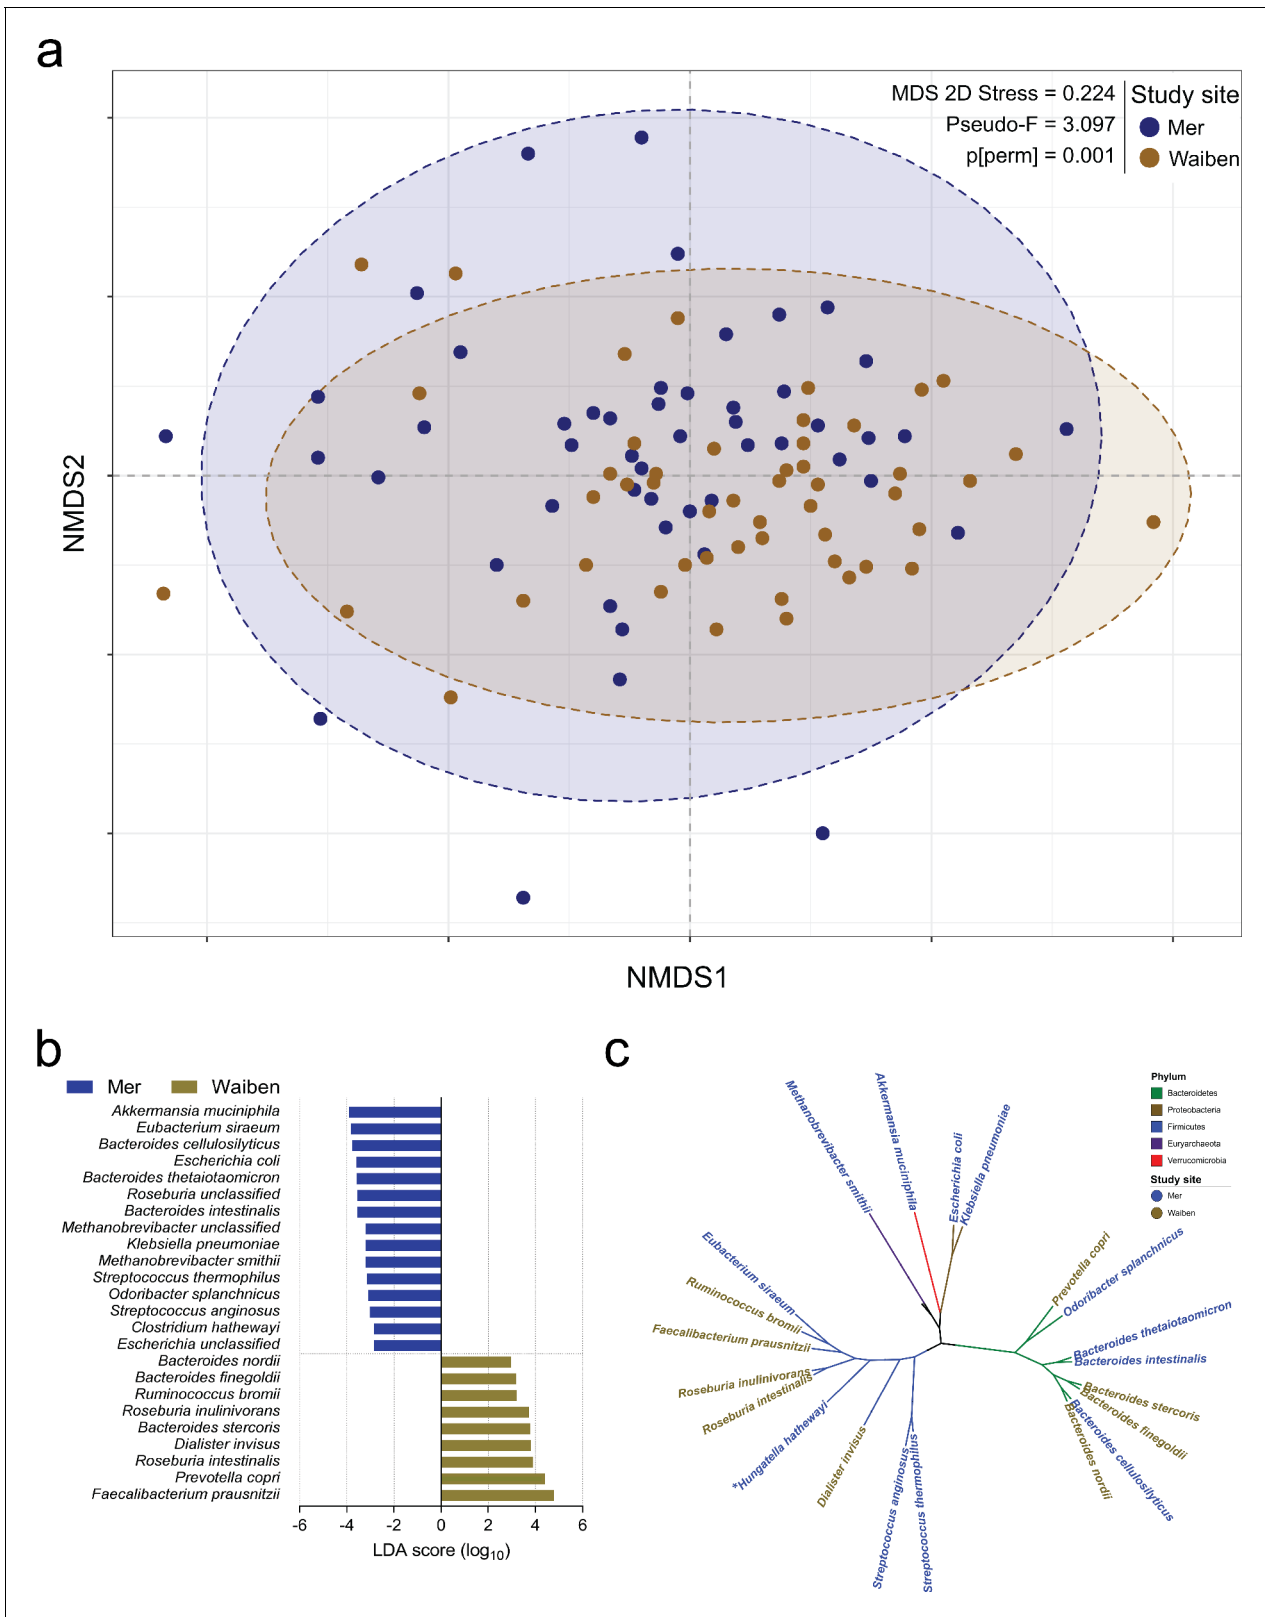 a
MDS 2D Stress = 0.224
Pseudo-F = 3.097
p[perm] = 0.001
Study site
Mer
Waiben
NMDS2
NMDS1
b
Mer
Waiben
Akkermansia muciniphila
Eubacterium siraeum
Bacteroides cellulosilyticus
Escherichia coli
Bacteroides thetaiotaomicron
Roseburia unclassified
Bacteroides intestinalis
Methanobrevibacter unclassified
Klebsiella pneumoniae
Methanobrevibacter smithii
Streptococcus thermophilus
Odoribacter splanchnicus
Streptococcus anginosus
Clostridium hathewayi
Escherichia unclassified
Bacteroides nordii
Bacteroides finegoldii
Ruminococcus bromii
Roseburia inulinivorans
Bacteroides stercoris
Dialister invisus
Roseburia intestinalis
Prevotella copri
Faecalibacterium prausnitzii
-6 -4 -2 0 2 4 6
LDA score (log10)
c
Phylum
Bacteroidetes
Proteobacteria
Firmicutes
Euryarchaeota
Verrucomicrobia
Study site
Mer
Waiben
Methanobrevibacter smithii
Akkermansia muciniphila
Escherichia coli
Klebsiella pneumoniae
Prevotella copri
Odoribacter splanchnicus
Bacteroides thetaiotaomicron
Bacteroides intestinalis
Bacteroides stercoris
Bacteroides finegoldii
Bacteroides cellulosilyticus
Bacteroides nordii
Streptococcus thermophilus
Streptococcus anginosus
Dialister invisus
*Hungatella hathewayi
Roseburia intestinalis
Roseburia inulinivorans
Faecalibacterium prausnitzii
Ruminococcus bromii
Eubacterium siraeum